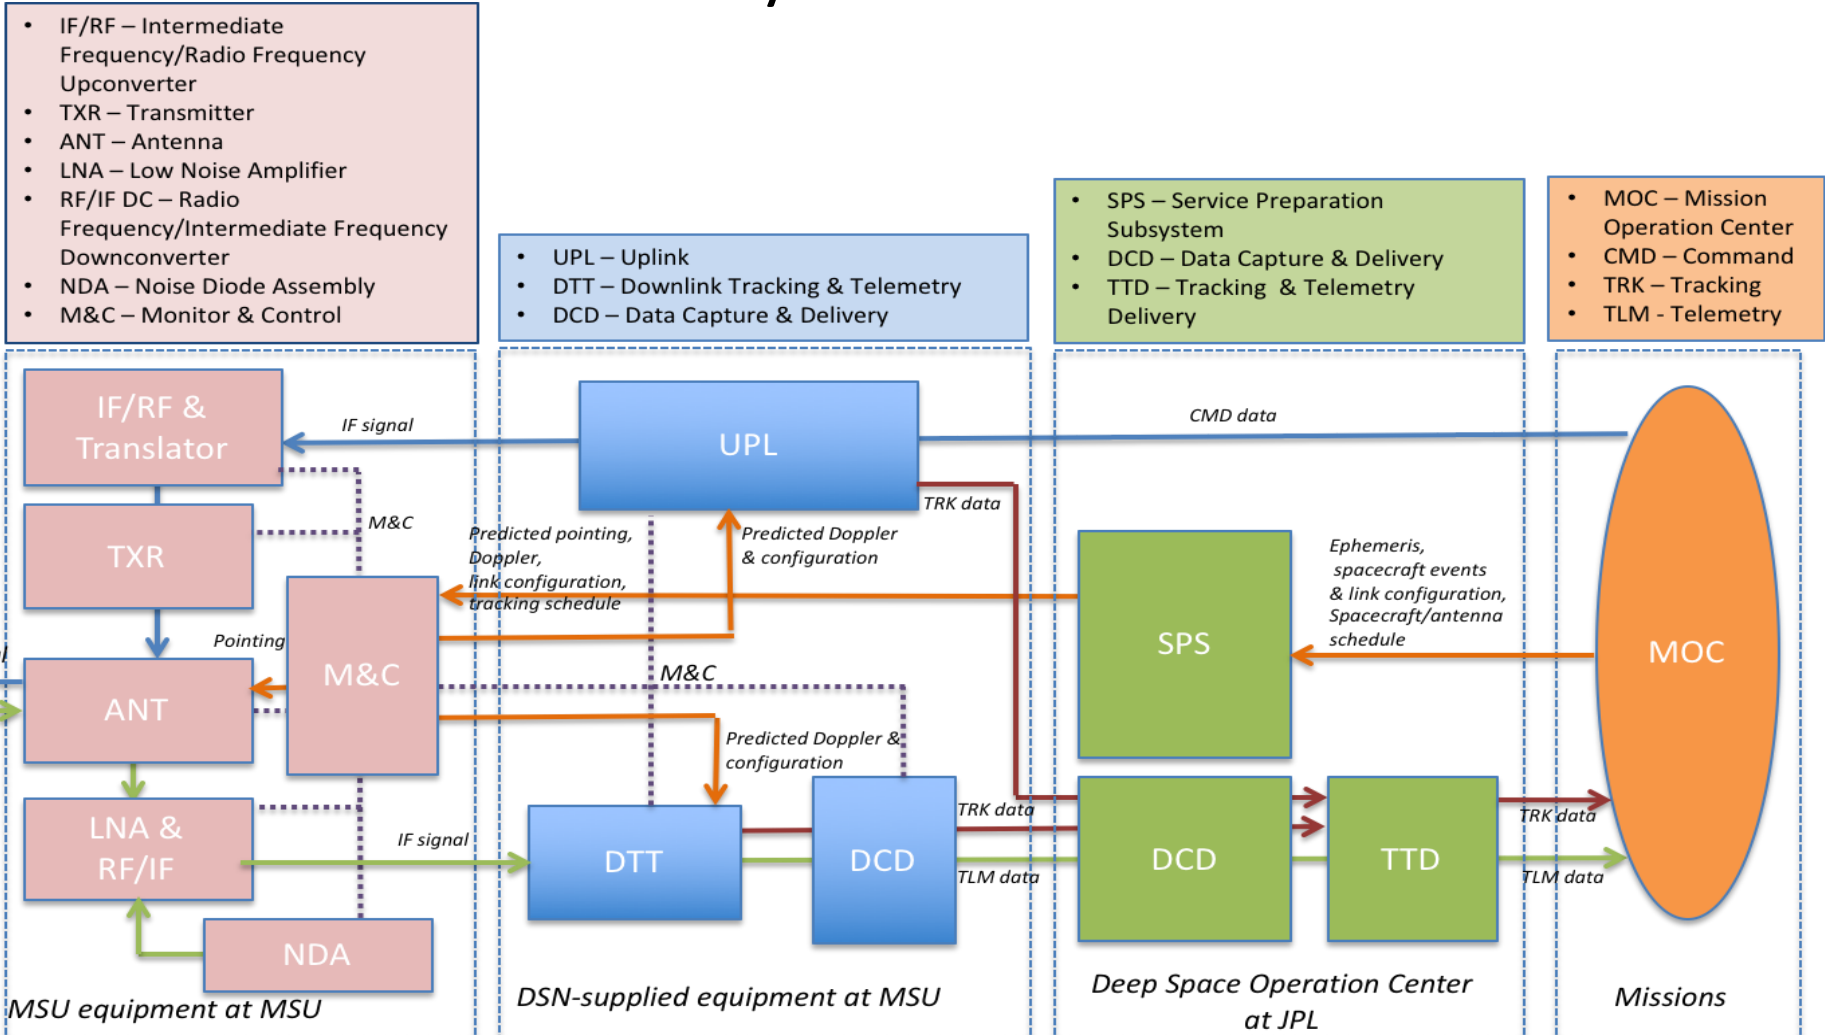 • IF/RF – Intermediate
Frequency/Radio Frequency
Upconverter
• TXR – Transmitter
• ANT – Antenna
• LNA – Low Noise Amplifier
• RF/IF DC – Radio
Frequency/Intermediate Frequency
Downconverter
• NDA – Noise Diode Assembly
• M&C – Monitor & Control
• UPL – Uplink
• DTT – Downlink Tracking & Telemetry
• DCD – Data Capture & Delivery
• SPS – Service Preparation
Subsystem
• DCD – Data Capture & Delivery
• TTD – Tracking & Telemetry
Delivery
• MOC – Mission
Operation Center
• CMD – Command
• TRK – Tracking
• TLM - Telemetry
IF/RF &
Translator
TXR
ANT
LNA &
RF/IF
NDA
M&C
M&C
Pointing
IF signal
IF signal
MSU equipment at MSU
UPL
TRK data
Predicted pointing,
Doppler,
link configuration,
tracking schedule
Predicted Doppler
& configuration
M&C
Predicted Doppler &
configuration
DTT
DCD
TRK data
TLM data
DSN-supplied equipment at MSU
CMD data
SPS
Ephemeris,
spacecraft events
& link configuration,
Spacecraft/antenna
schedule
DCD
TTD
TRK data
TLM data
Deep Space Operation Center
at JPL
MOC
Missions